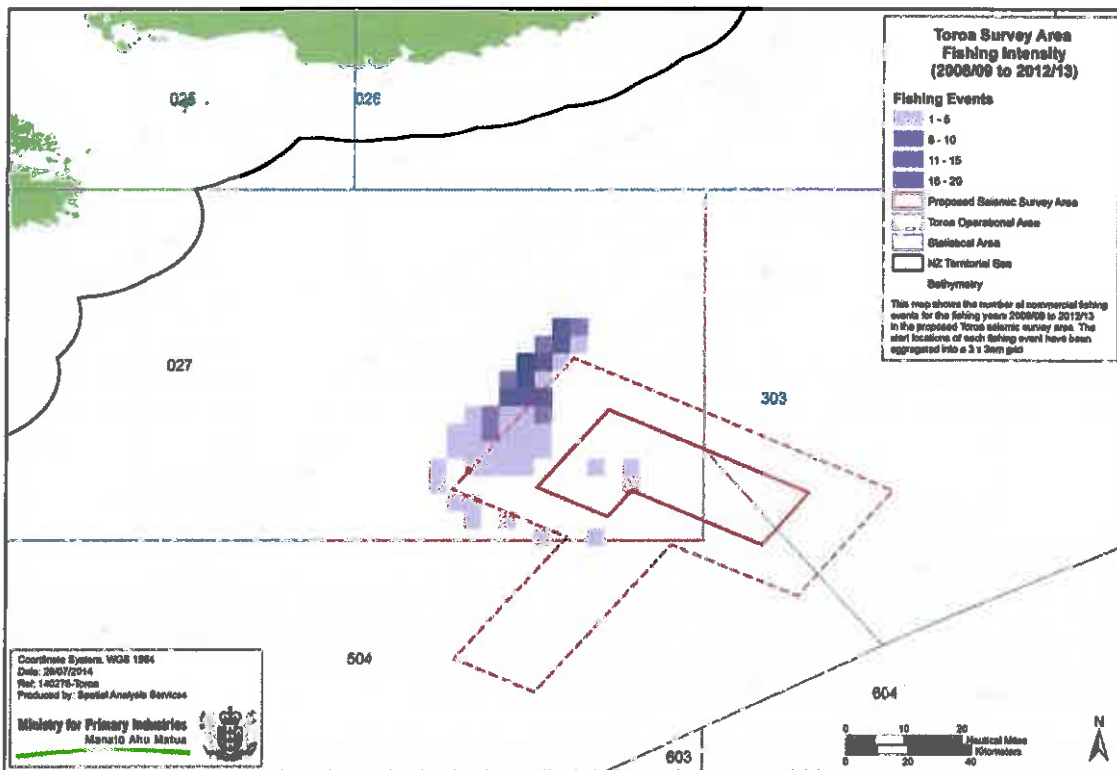 Toroa Survey Area
Fishing Intensity
(2008/09 to 2012/13)
Fishing Events
1 - 5
6 - 10
11 - 15
16 - 20
Proposed Seismic Survey Area
Toroa Operational Area
Statistical Area
NZ Territorial Sea
Bathymetry
This map shows the number of commercial fishing
events for the fishing years 2008/09 to 2012/13
in the proposed Toroa seismic survey area. The
start locations of each fishing event have been
aggregated into a 3 x 3nm grid
025
026
027
303
504
604
603
Coordinate System: WGS 1984
Date: 29/07/2014
Ref: 140276-Toroa
Produced by: Spatial Analysis Services
Ministry for Primary Industries
Manatū Ahu Matua
0 10 20
Nautical Miles
Kilometers
0 20 40
N